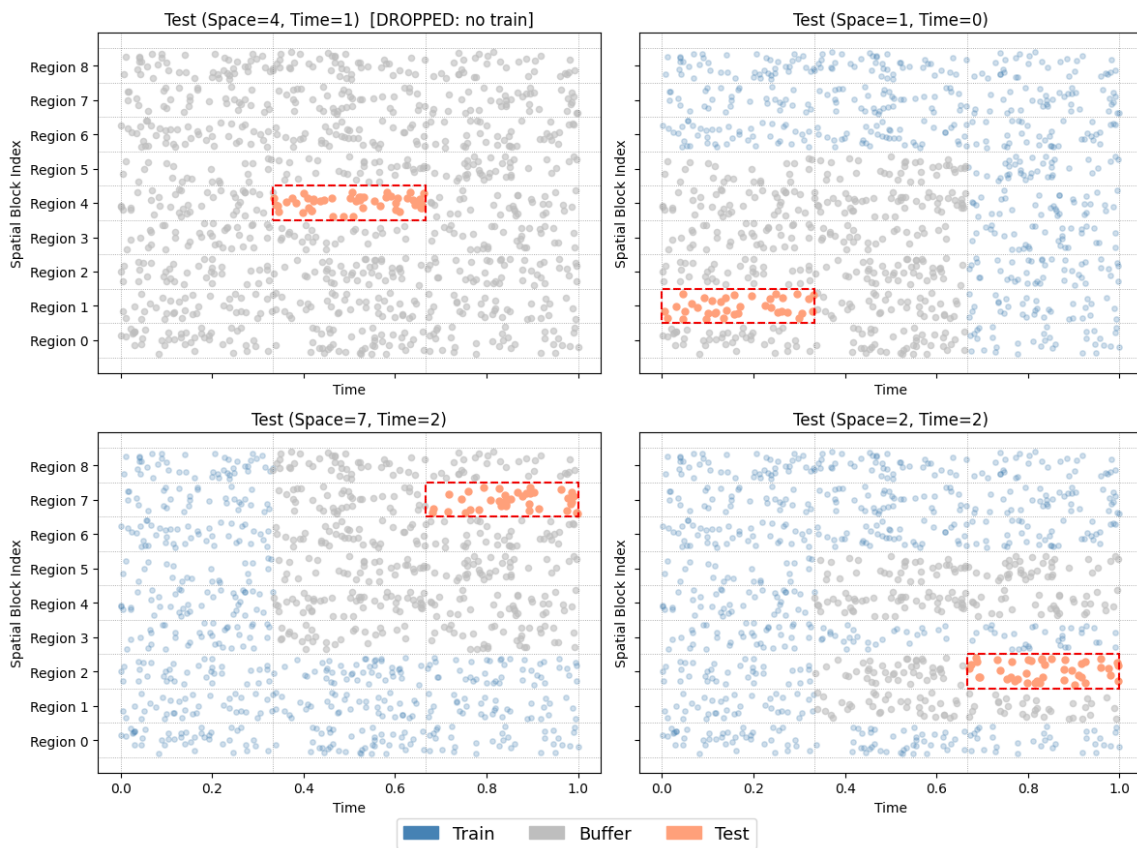 Test (Space=4, Time=1)  [DROPPED: no train]
Spatial Block Index
Region 8
Region 7
Region 6
Region 5
Region 4
Region 3
Region 2
Region 1
Region 0
Time
Test (Space=1, Time=0)
Spatial Block Index
Time
Test (Space=7, Time=2)
Spatial Block Index
Region 8
Region 7
Region 6
Region 5
Region 4
Region 3
Region 2
Region 1
Region 0
0.0 0.2 0.4 0.6 0.8 1.0
Time
Test (Space=2, Time=2)
Spatial Block Index
0.0 0.2 0.4 0.6 0.8 1.0
Time
Train Buffer Test